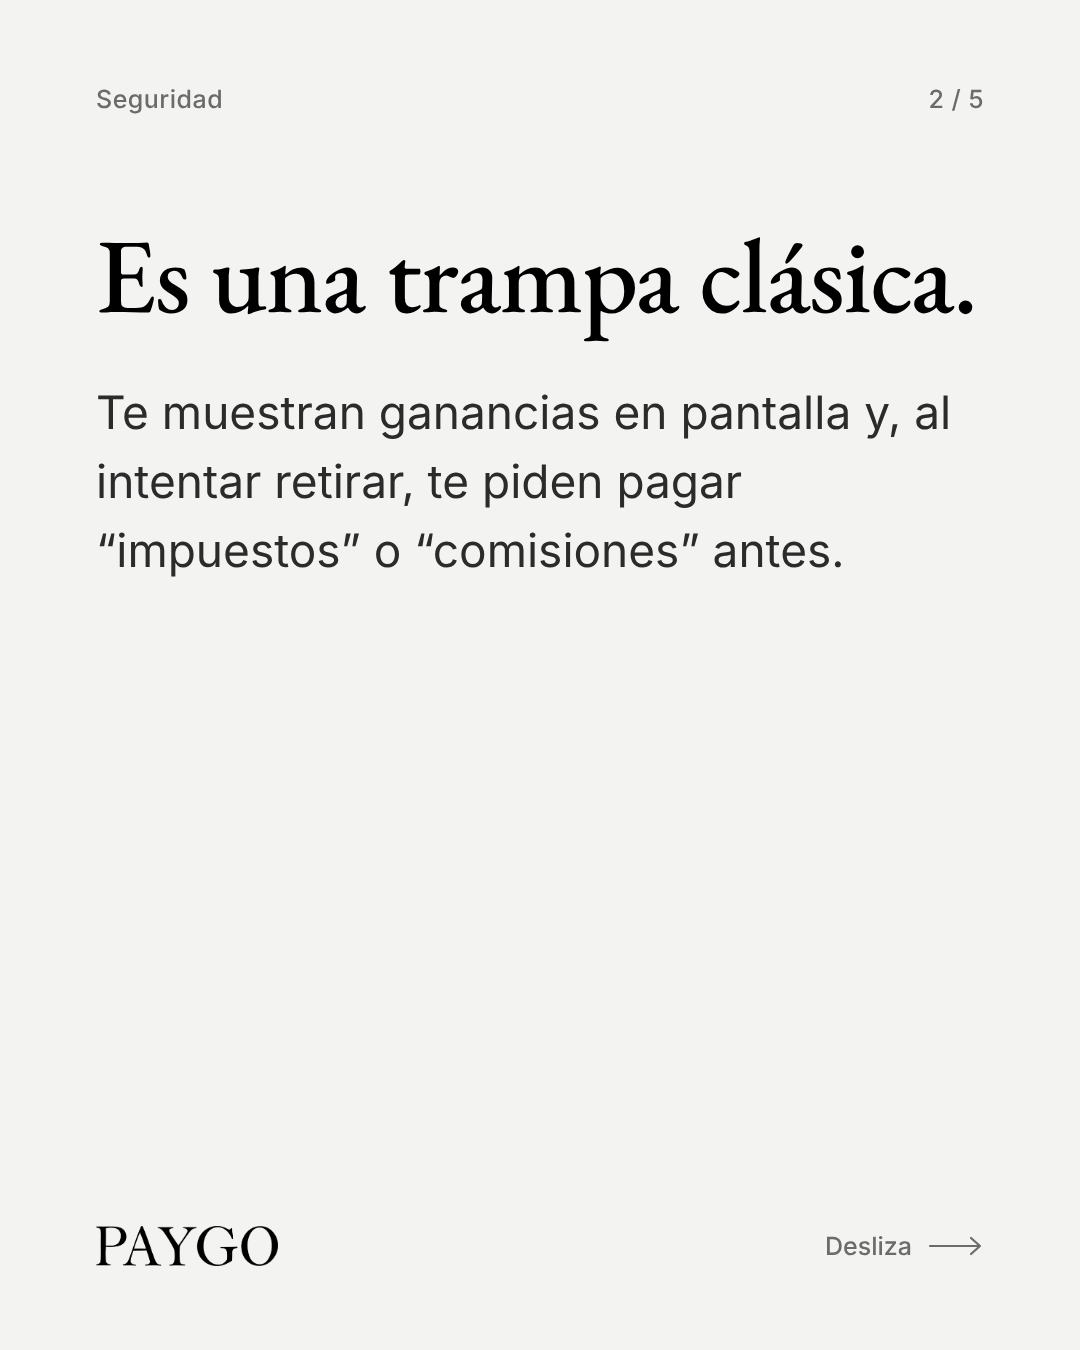 Seguridad
2 / 5
Es una trampa clásica.
Te muestran ganancias en pantalla y, al
intentar retirar, te piden pagar
“impuestos” o “comisiones” antes.
PAYGO
Desliza →